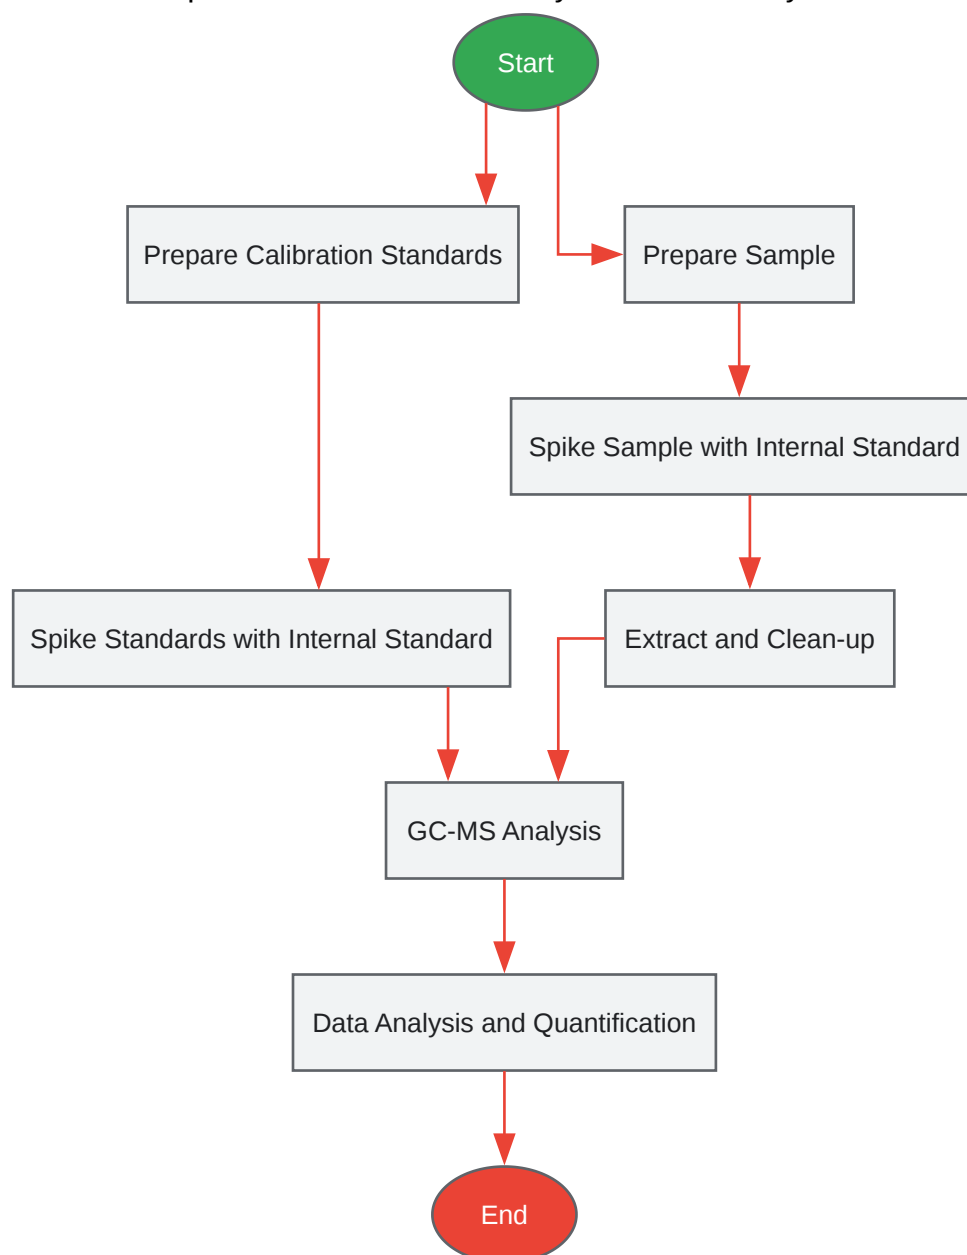 Start
Prepare Calibration Standards
Prepare Sample
Spike Sample with Internal Standard
Spike Standards with Internal Standard
Extract and Clean-up
GC-MS Analysis
Data Analysis and Quantification
End